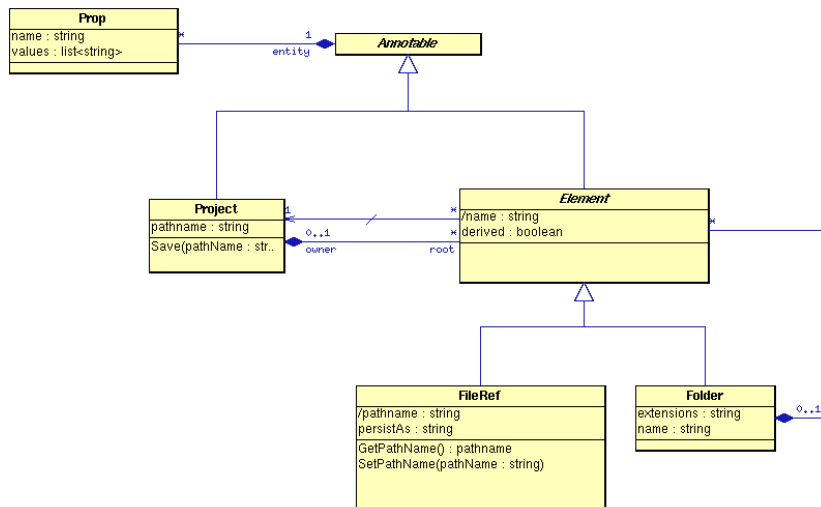 Prop
name : string
values : list<string>
*
1
entity
Annotable
Project
pathname : string
Save(pathName : str..
1
*
0..1
owner
*
root
Element
/name : string
derived : boolean
*
FileRef
/pathname : string
persistAs : string
GetPathName() : pathname
SetPathName(pathName : string)
Folder
extensions : string
name : string
0..1